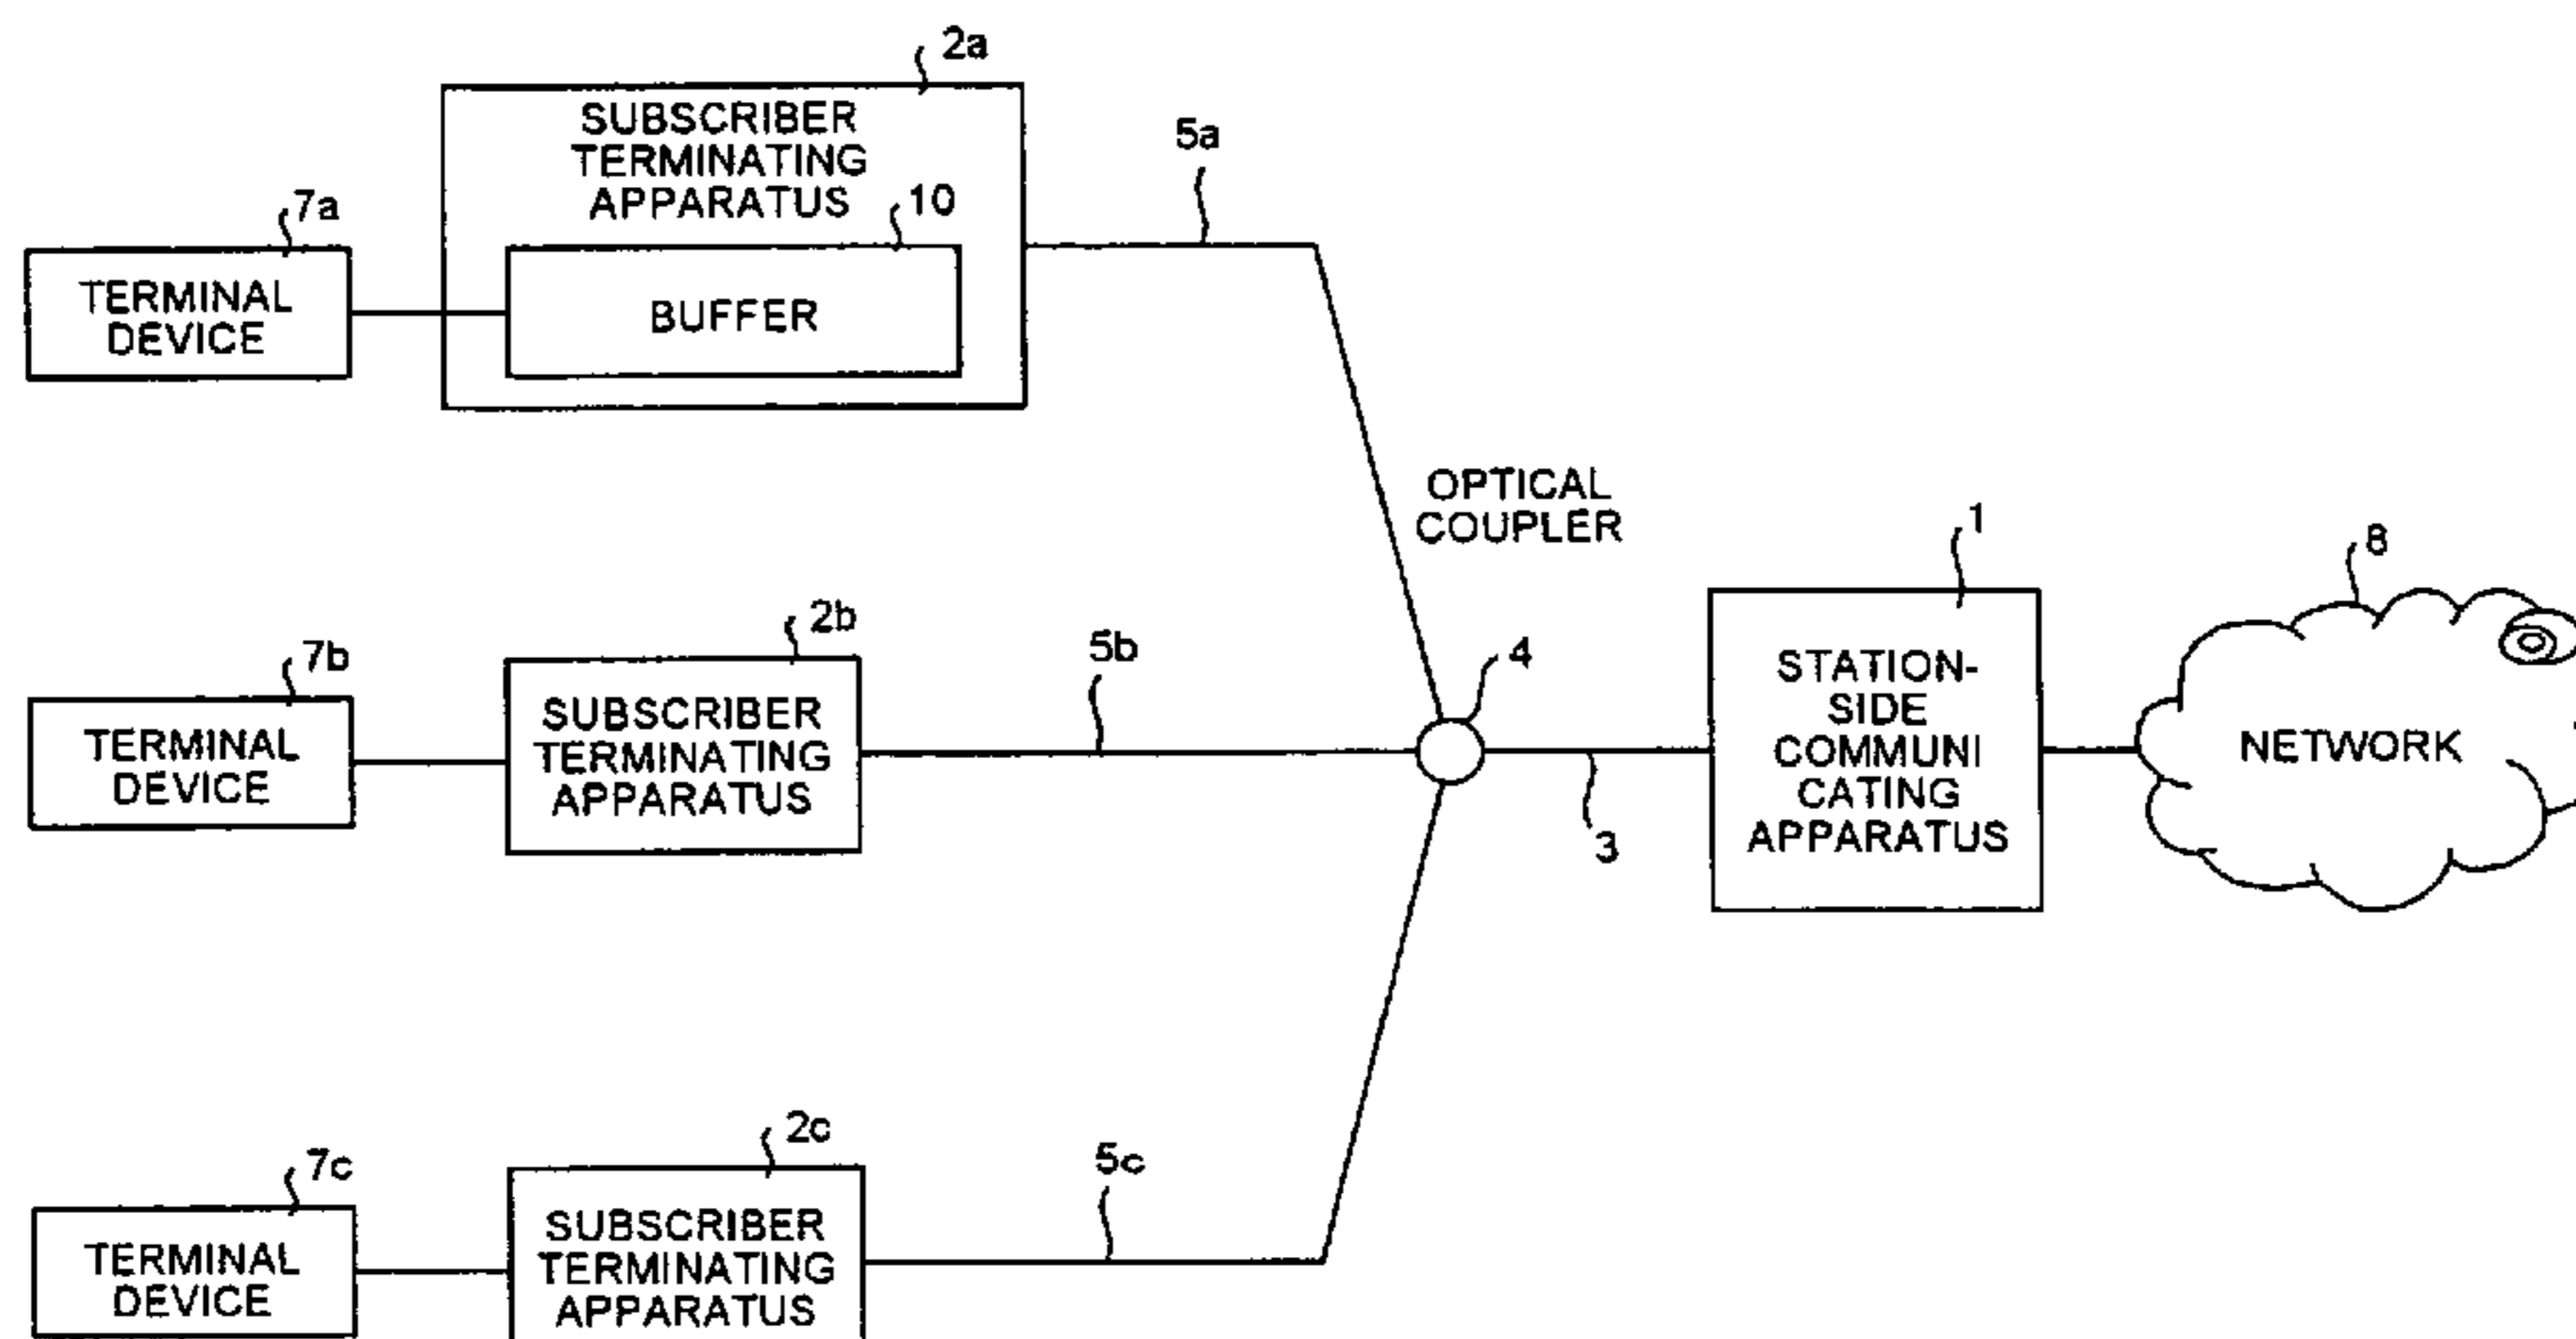 2a
SUBSCRIBER
TERMINATING
APPARATUS
10
5a
7a
TERMINAL
DEVICE
BUFFER
OPTICAL
COUPLER
1
8
2b
7b
5b
4
TERMINAL
DEVICE
SUBSCRIBER
TERMINATING
APPARATUS
3
STATION-
SIDE
COMMUNI
CATING
APPARATUS
NETWORK
2c
7c
5c
TERMINAL
DEVICE
SUBSCRIBER
TERMINATING
APPARATUS